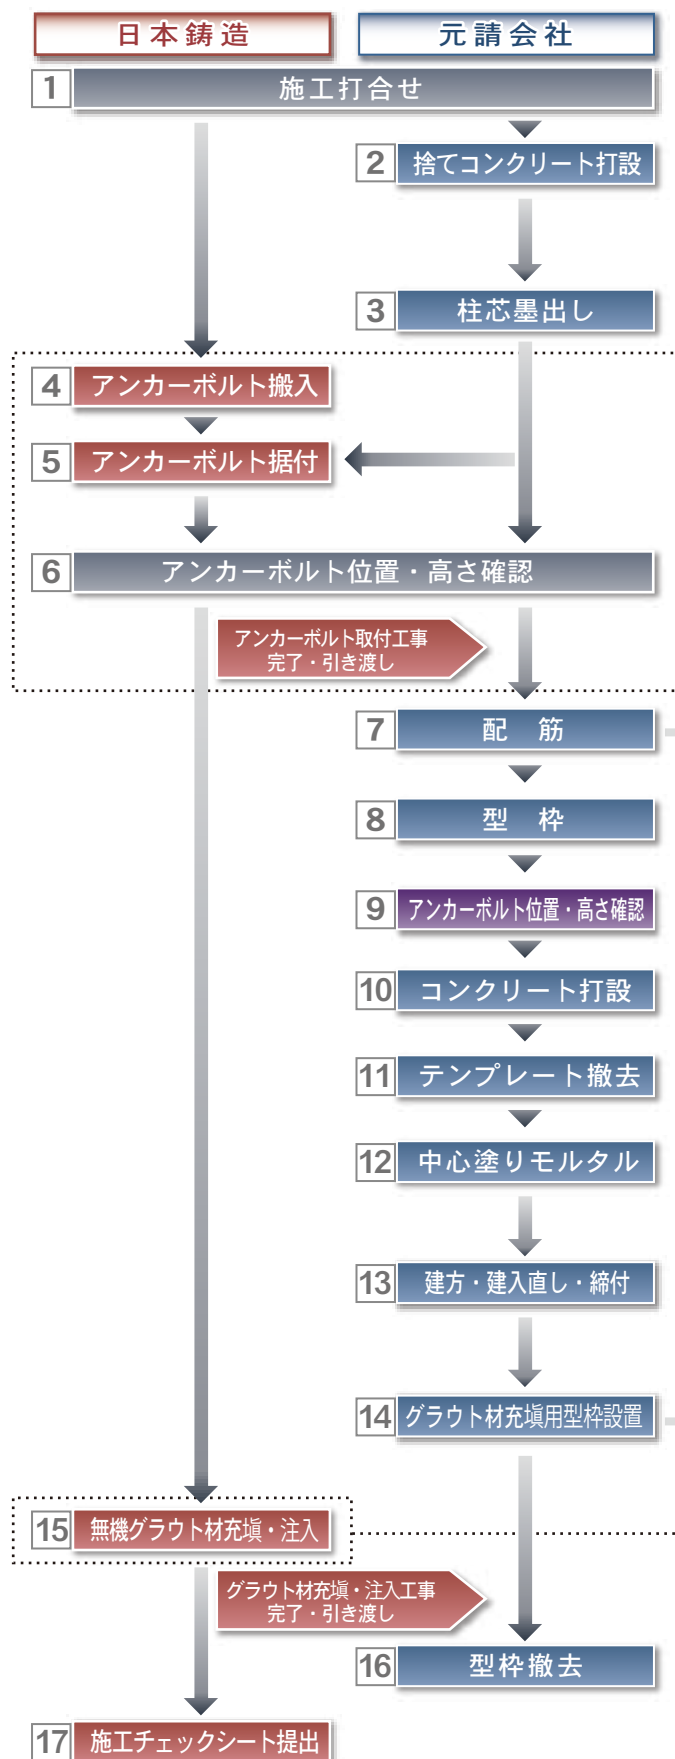 日本鋳造
元請会社
1 施工打合せ
2 捨てコンクリート打設
3 柱芯墨出し
4 アンカーボルト搬入
5 アンカーボルト据付
6 アンカーボルト位置・高さ確認
アンカーボルト取付工事
完了・引き渡し
7 配 筋
8 型 枠
9 アンカーボルト位置・高さ確認
10 コンクリート打設
11 テンプレート撤去
12 中心塗りモルタル
13 建方・建入直し・締付
14 グラウト材充塡用型枠設置
15 無機グラウト材充塡・注入
グラウト材充塡・注入工事
完了・引き渡し
16 型枠撤去
17 施工チェックシート提出